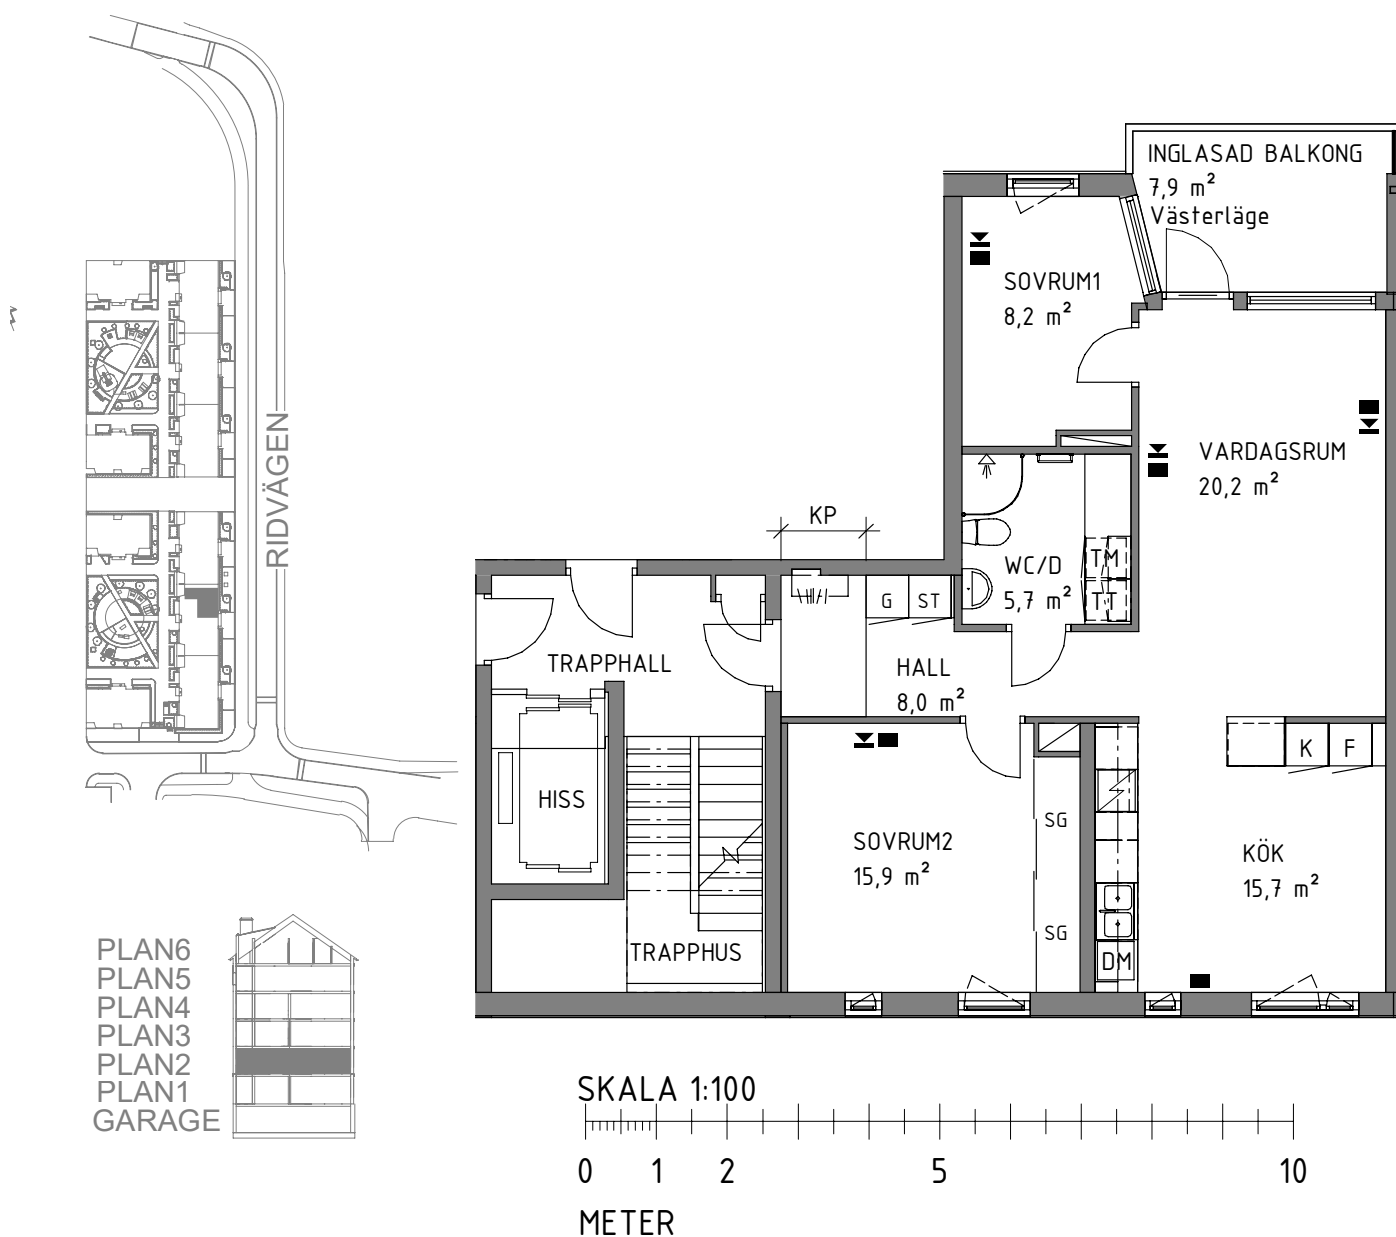 RIDVÄGEN
INGLASAD BALKONG
7,9 m²
Västerläge
SOVRUM1
8,2 m²
VARDAGSRUM
20,2 m²
KP
WC/D
5,7 m²
TM
TT
G
ST
TRAPPHALL
HALL
8,0 m²
HISS
K
F
SG
SOVRUM2
15,9 m²
KÖK
15,7 m²
SG
TRAPPHUS
DM
PLAN6
PLAN5
PLAN4
PLAN3
PLAN2
PLAN1
GARAGE
SKALA 1:100
0 1 2 5 10
METER